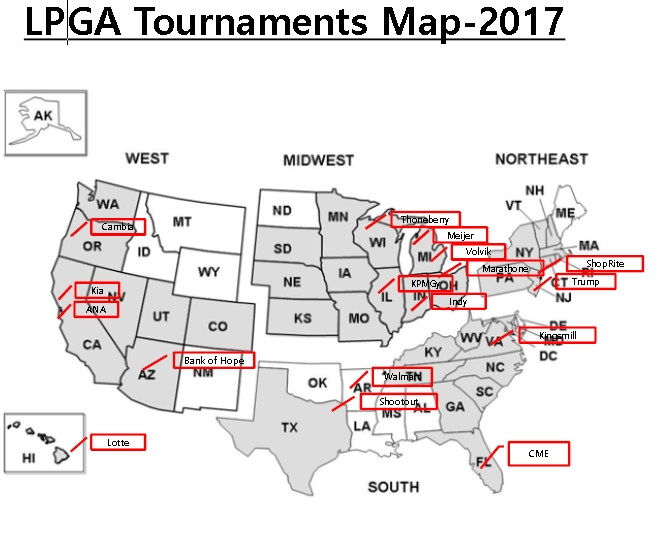 LPGA Tournaments Map-2017
AK
WEST
MIDWEST
NORTHEAST
NH
VT
ME
WA
MT
ND
MN
Thoneberry
Cambia
Meijer
MA
OR
ID
SD
WI
MI
Volvik
NY
ShopRite
WY
IA
Marathone
RI
Kia
NV
NE
IL
KPMG
IN
OH
PA
CT
Trump
NJ
ANA
UT
CO
KS
MO
Indy
DE
CA
KY
WV
VA
Kingsmill
MD
DC
Bank of Hope
AZ
NM
OK
AR
Walmart
TN
NC
Shootout
SC
TX
LA
MS
AL
GA
Lotte
HI
FL
CME
SOUTH